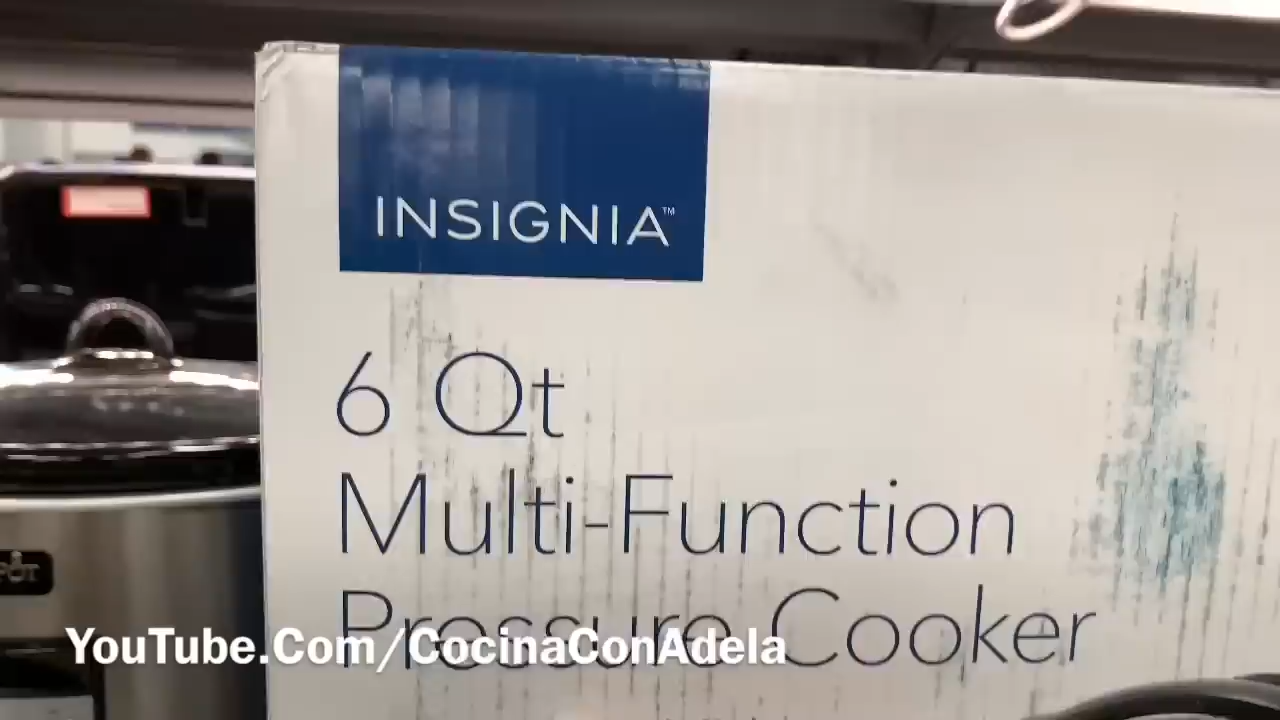 INSIGNIA™
6 Qt
Multi-Function
Pressure Cooker
YouTube.Com/CocinaConAdela